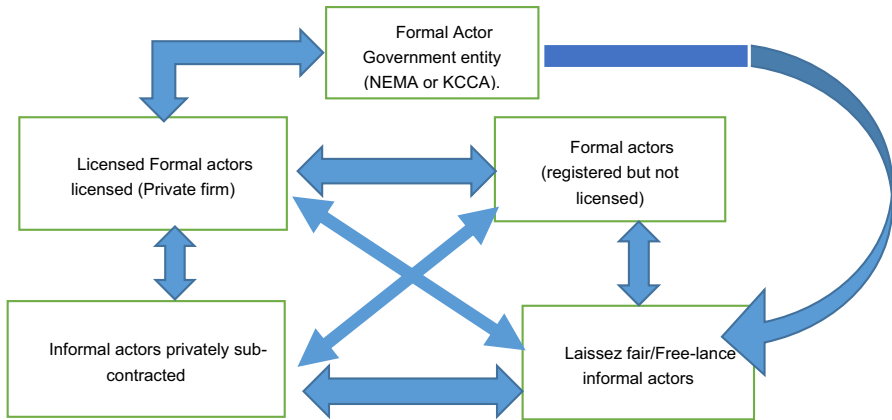 Formal Actor
Government entity
(NEMA or KCCA).
Licensed Formal actors
licensed (Private firm)
Formal actors
(registered but not
licensed)
Informal actors privately sub-
contracted
Laissez fair/Free-lance
informal actors